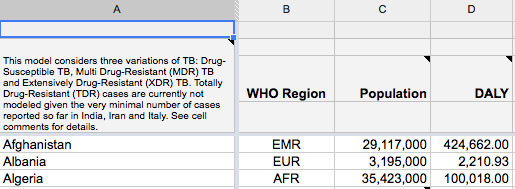 A B C D
This model considers three variations of TB: Drug-
Susceptible TB, Multi Drug-Resistant (MDR) TB
and Extensively Drug-Resistant (XDR) TB. Totally
Drug-Resistant (TDR) cases are currently not
modeled given the very minimal number of cases
reported so far in India, Iran and Italy. See cell
comments for details.
WHO Region Population DALY
Afghanistan EMR 29,117,000 424,662.00
Albania EUR 3,195,000 2,210.93
Algeria AFR 35,423,000 100,018.00